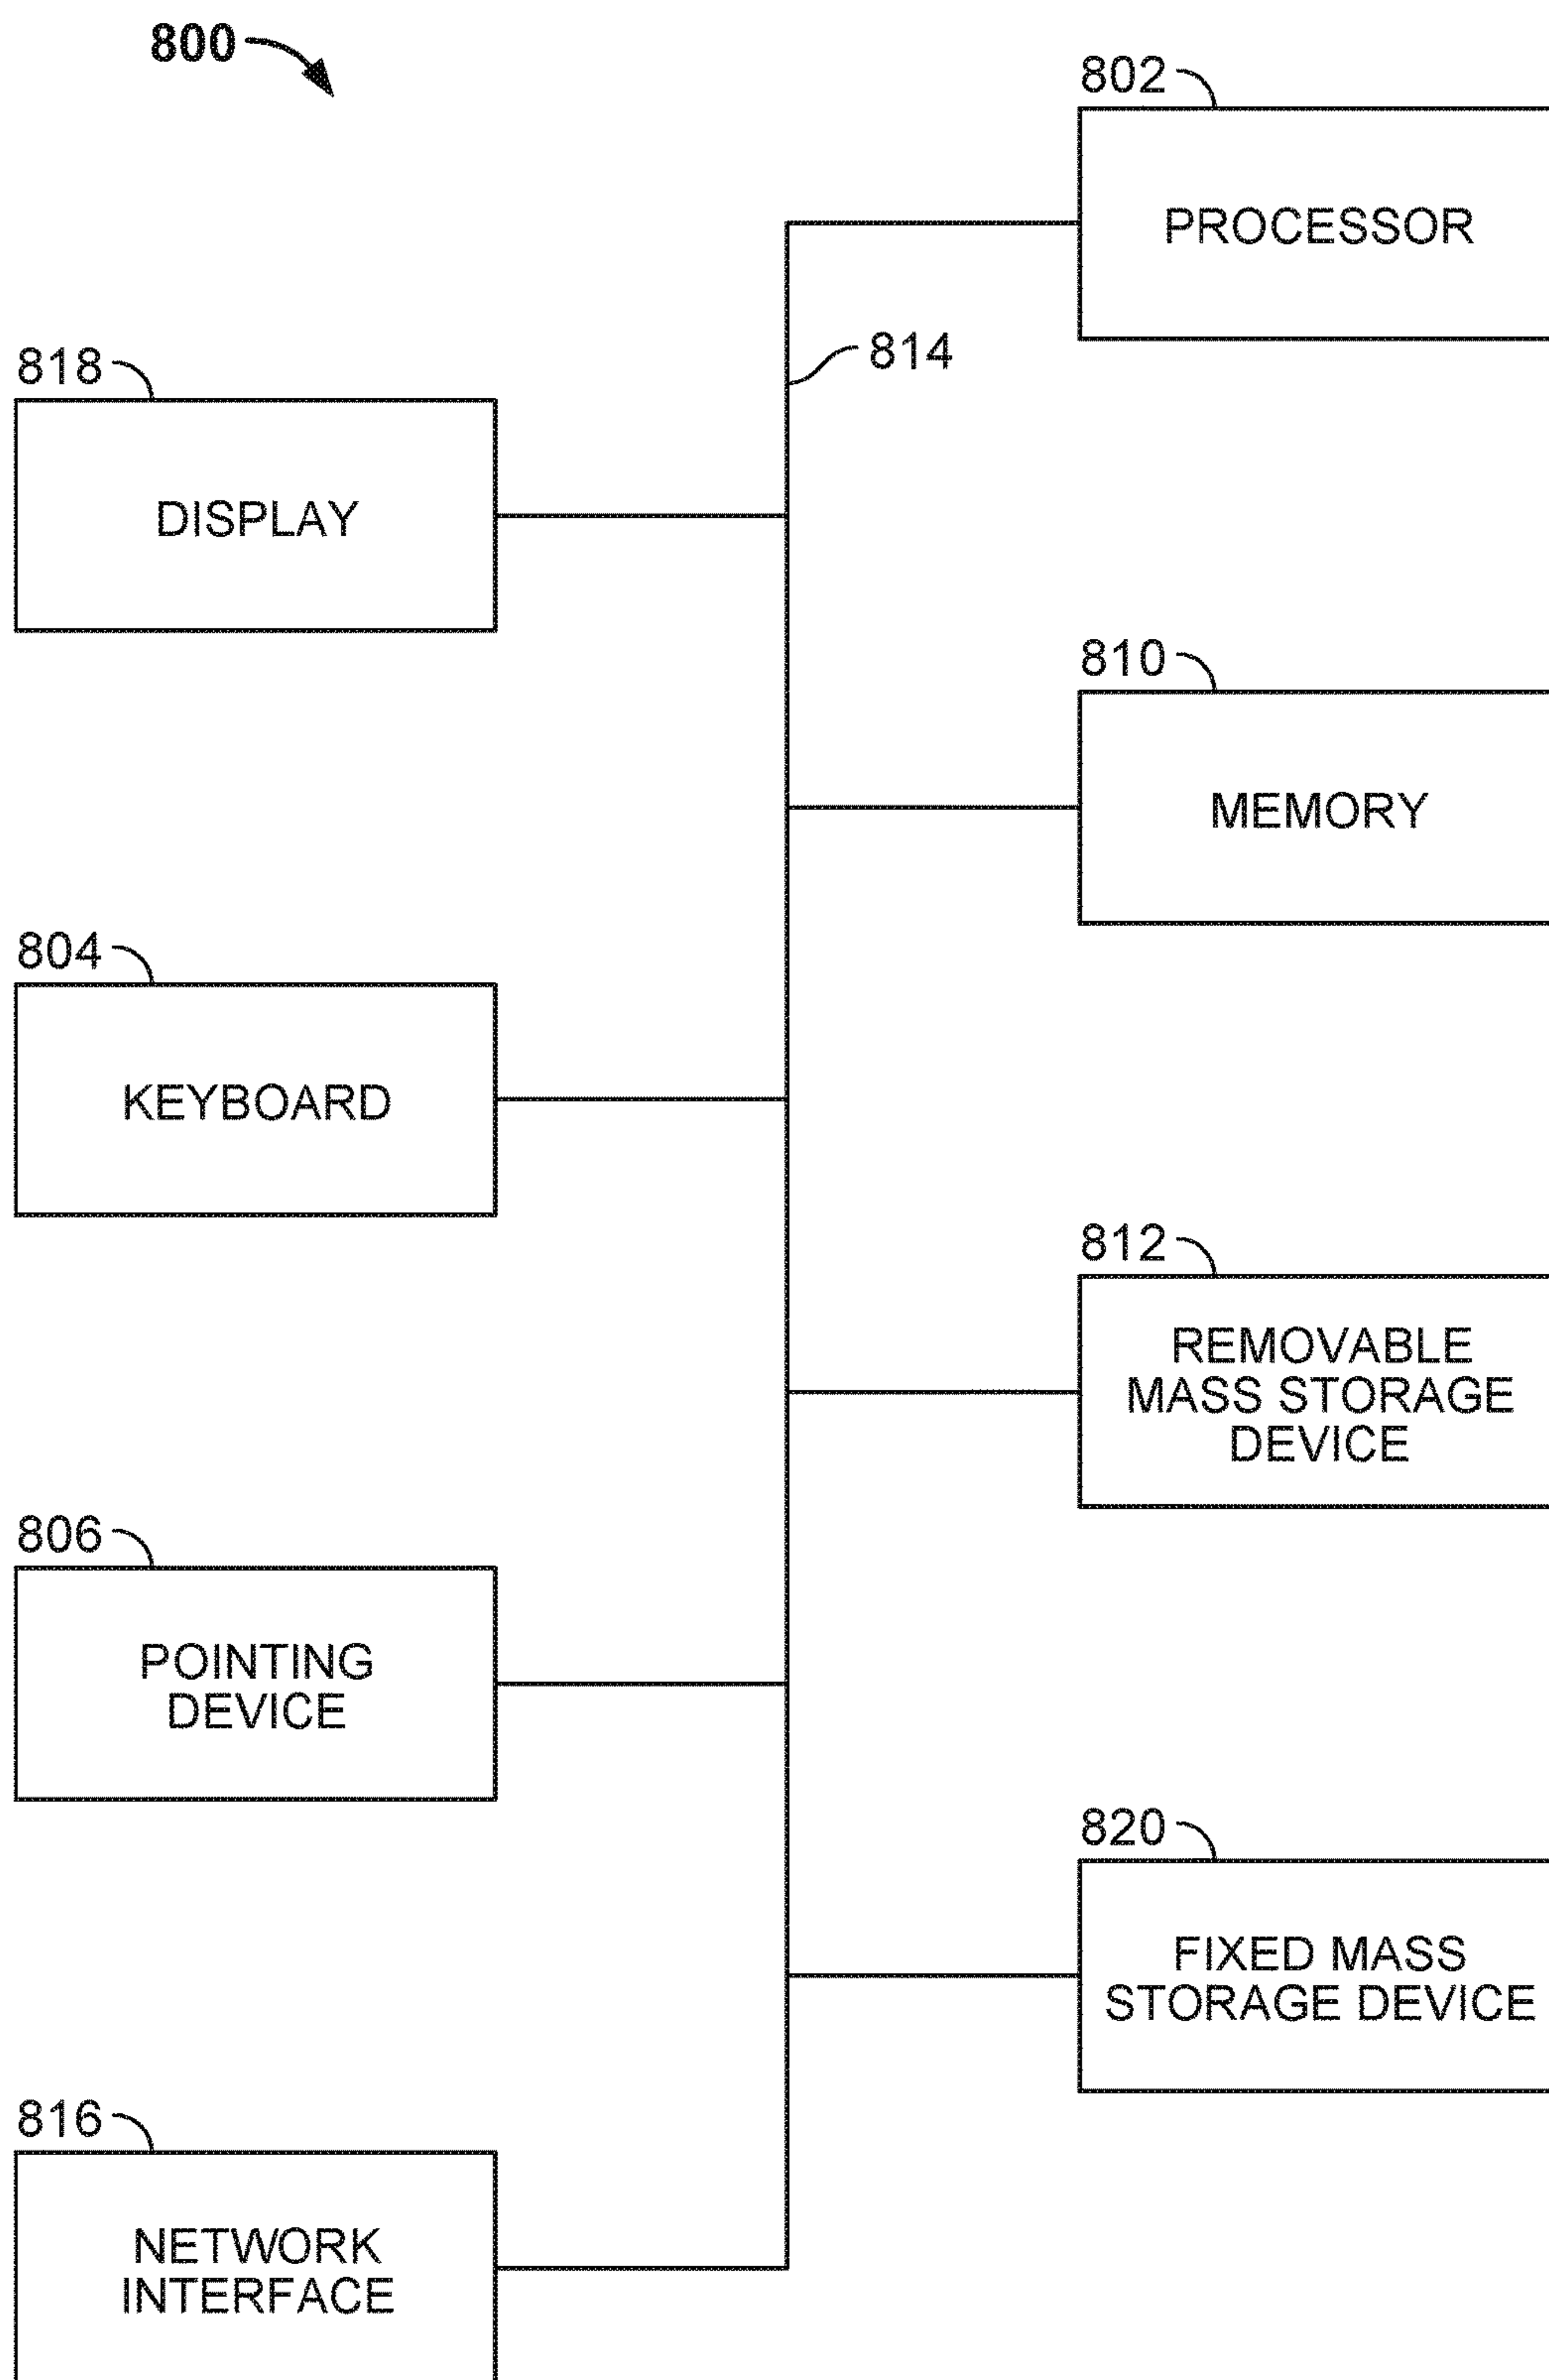 800
802
PROCESSOR
814
818
DISPLAY
810
MEMORY
804
KEYBOARD
812
REMOVABLE
MASS STORAGE
DEVICE
806
POINTING
DEVICE
820
FIXED MASS
STORAGE DEVICE
816
NETWORK
INTERFACE